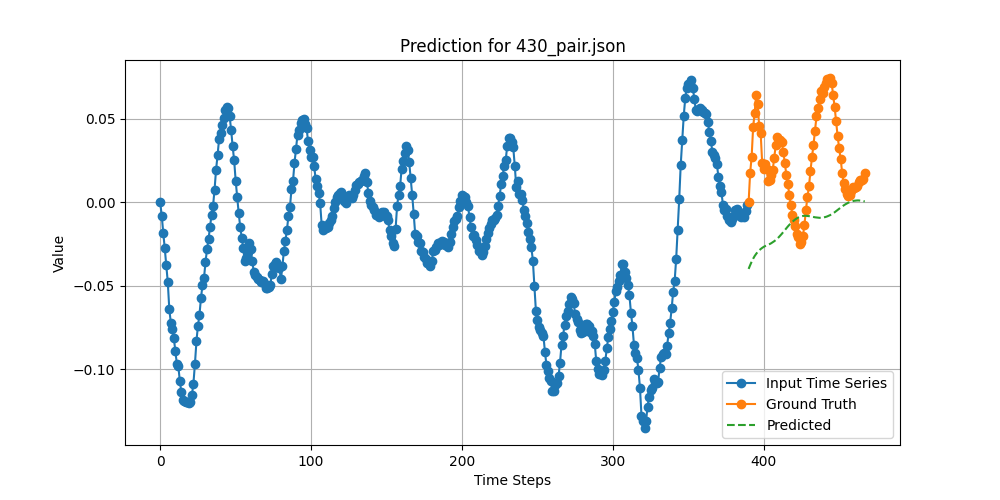 Prediction for 430_pair.json
Value
0.05
0.00
−0.05
−0.10
0
100
200
300
400
Time Steps
Input Time Series
Ground Truth
Predicted